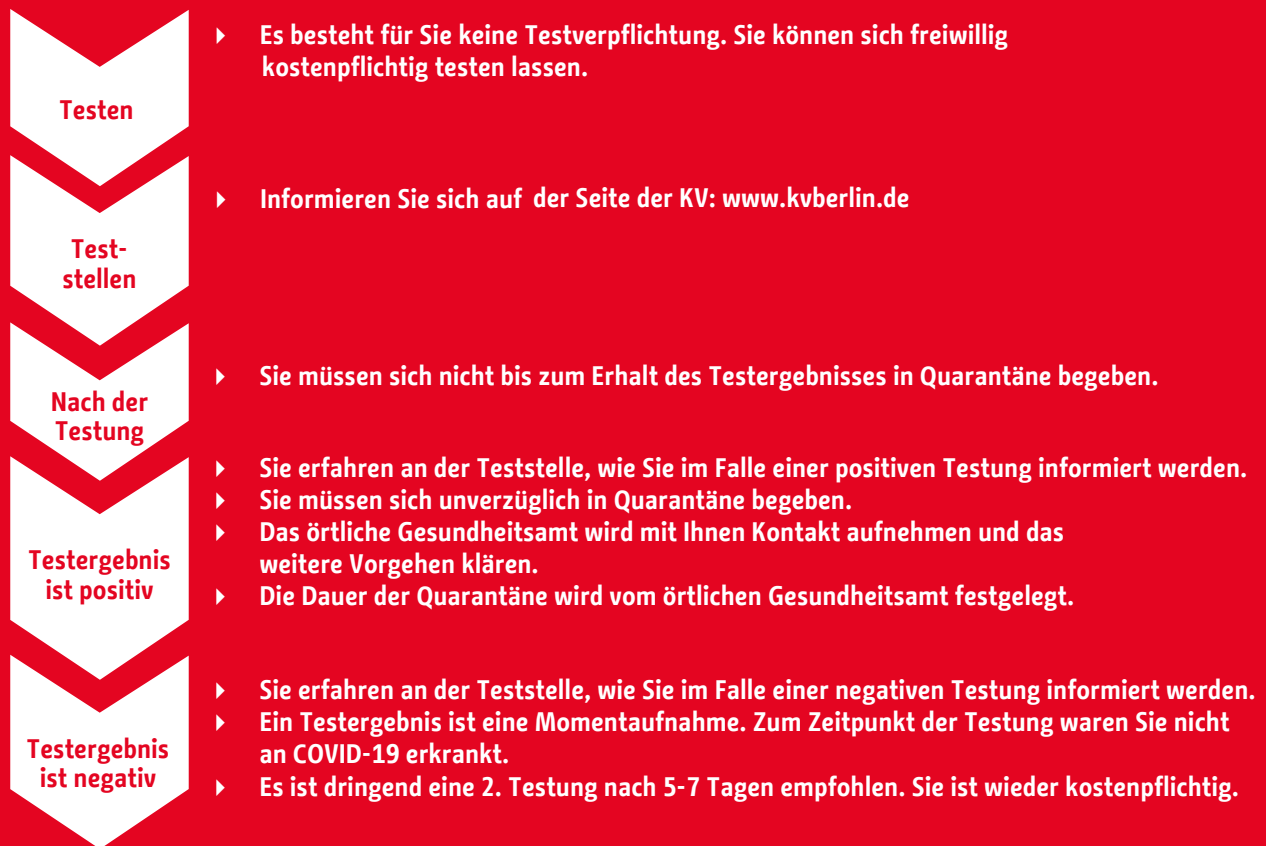 Testen
Es besteht für Sie keine Testverpflichtung. Sie können sich freiwillig
kostenpflichtig testen lassen.
Test-
stellen
Informieren Sie sich auf der Seite der KV: www.kvberlin.de
Nach der
Testung
Sie müssen sich nicht bis zum Erhalt des Testergebnisses in Quarantäne begeben.
Testergebnis
ist positiv
Sie erfahren an der Teststelle, wie Sie im Falle einer positiven Testung informiert werden.
Sie müssen sich unverzüglich in Quarantäne begeben.
Das örtliche Gesundheitsamt wird mit Ihnen Kontakt aufnehmen und das
weitere Vorgehen klären.
Die Dauer der Quarantäne wird vom örtlichen Gesundheitsamt festgelegt.
Testergebnis
ist negativ
Sie erfahren an der Teststelle, wie Sie im Falle einer negativen Testung informiert werden.
Ein Testergebnis ist eine Momentaufnahme. Zum Zeitpunkt der Testung waren Sie nicht
an COVID-19 erkrankt.
Es ist dringend eine 2. Testung nach 5-7 Tagen empfohlen. Sie ist wieder kostenpflichtig.